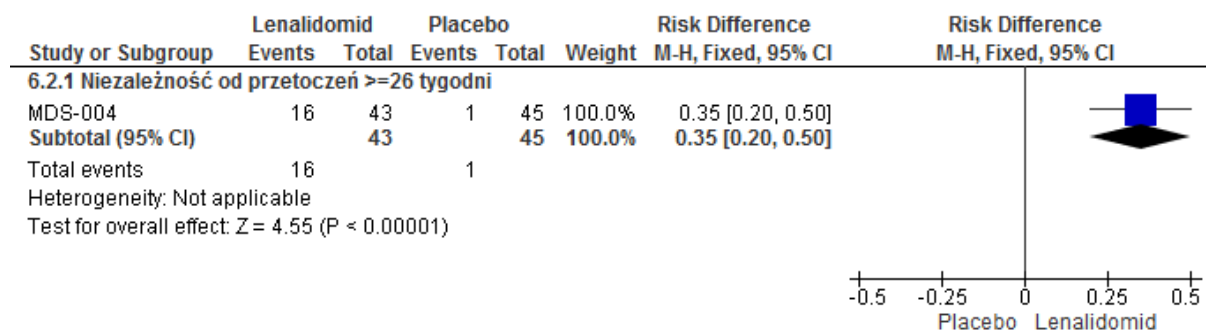 Lenalidomid Placebo Risk Difference Risk Difference
Study or Subgroup Events Total Events Total Weight M-H, Fixed, 95% CI M-H, Fixed, 95% CI
6.2.1 Niezależność od przetoczeń >=26 tygodni
MDS-004 16 43 1 45 100.0% 0.35 [0.20, 0.50]
Subtotal (95% CI) 43 45 100.0% 0.35 [0.20, 0.50]
Total events 16 1
Heterogeneity: Not applicable
Test for overall effect: Z = 4.55 (P < 0.00001)
-0.5 -0.25 0 0.25 0.5
Placebo Lenalidomid